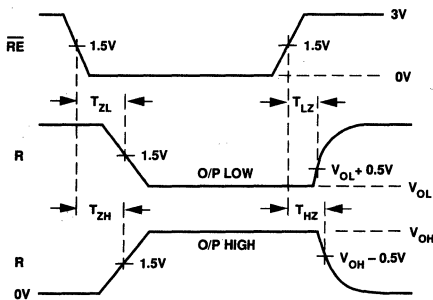 3V
RE
1.5V
1.5V
0V
TZL
TLZ
R
1.5V
O/P LOW
VOL + 0.5V
VOL
TZH
THZ
O/P HIGH
VOH
R
1.5V
VOH – 0.5V
0V